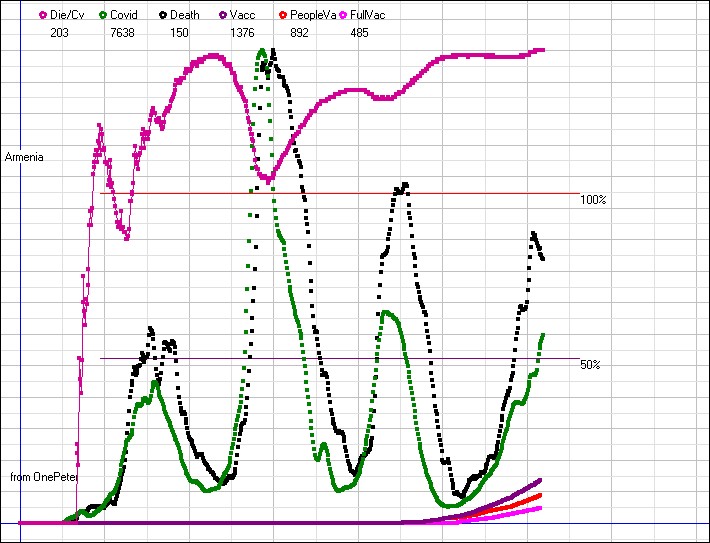 Die/Cv Covid Death Vacc PeopleVa FullVac
203 7638 150 1376 892 485
Armenia
100%
50%
from OnePeter